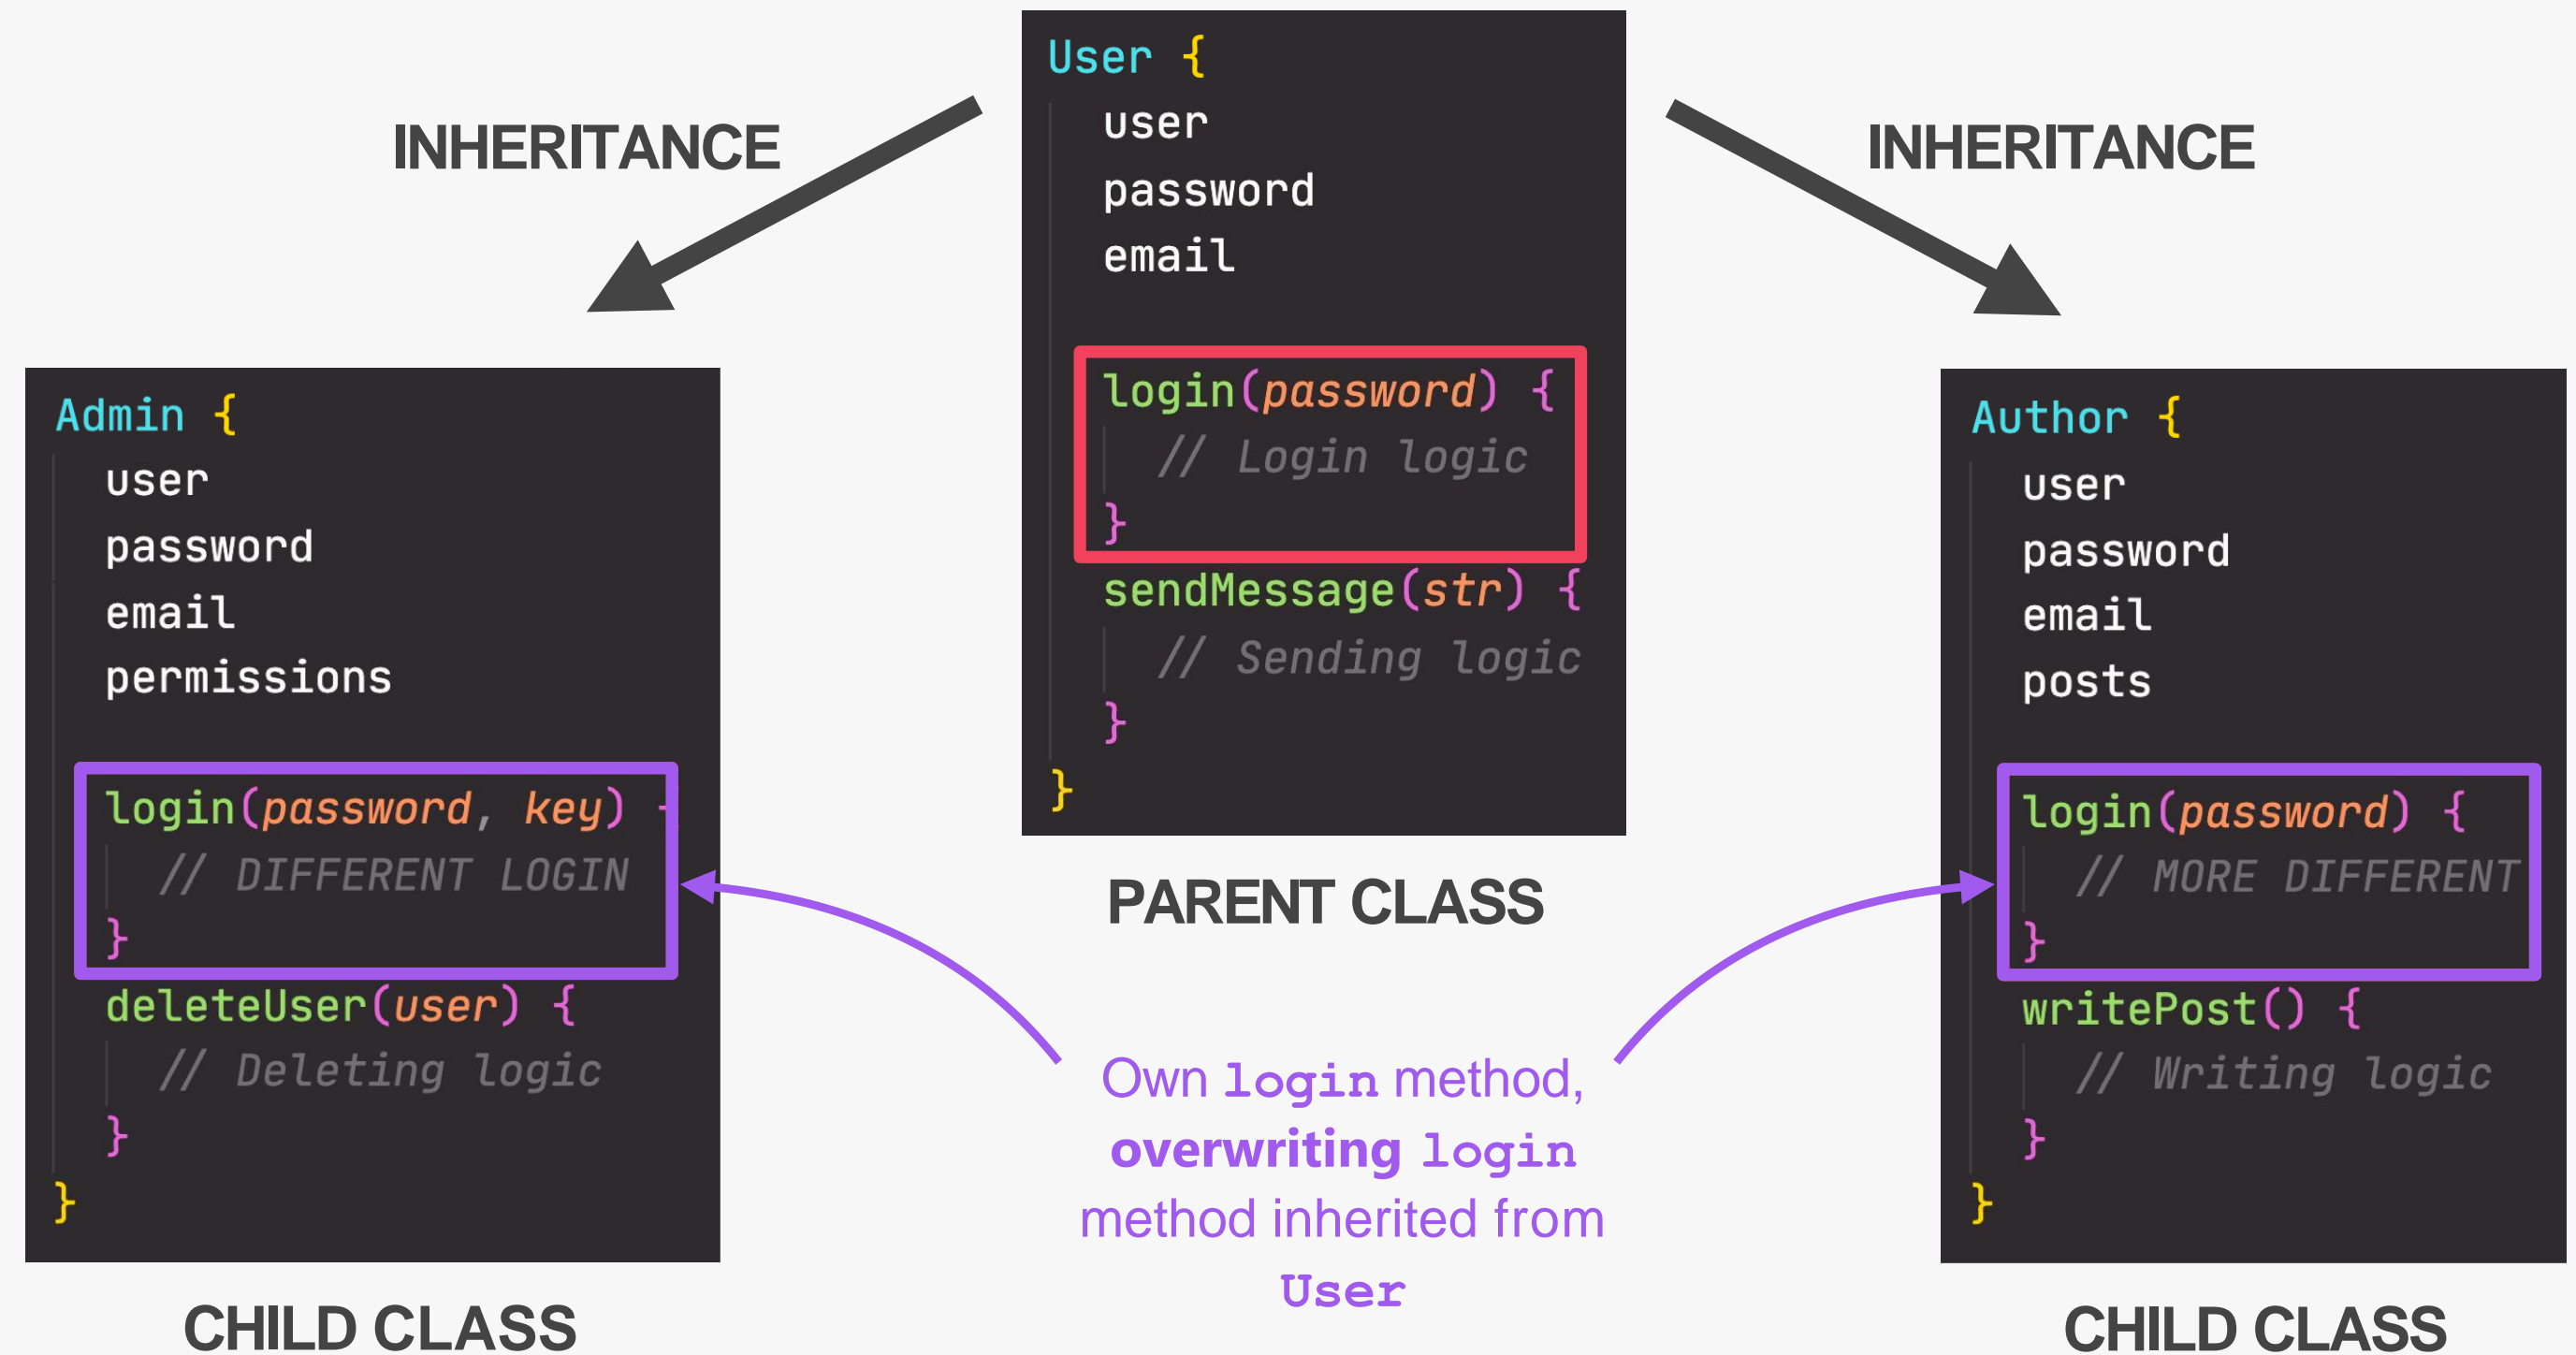 INHERITANCE
INHERITANCE
User {
user
password
email
login(password) {
// Login logic
}
sendMessage(str) {
// Sending logic
}
}
PARENT CLASS
Admin {
user
password
email
permissions
login(password, key) {
// DIFFERENT LOGIN
}
deleteUser(user) {
// Deleting logic
}
}
CHILD CLASS
Own login method,
overwriting login
method inherited from
User
Author {
user
password
email
posts
login(password) {
// MORE DIFFERENT
}
writePost() {
// Writing logic
}
}
CHILD CLASS